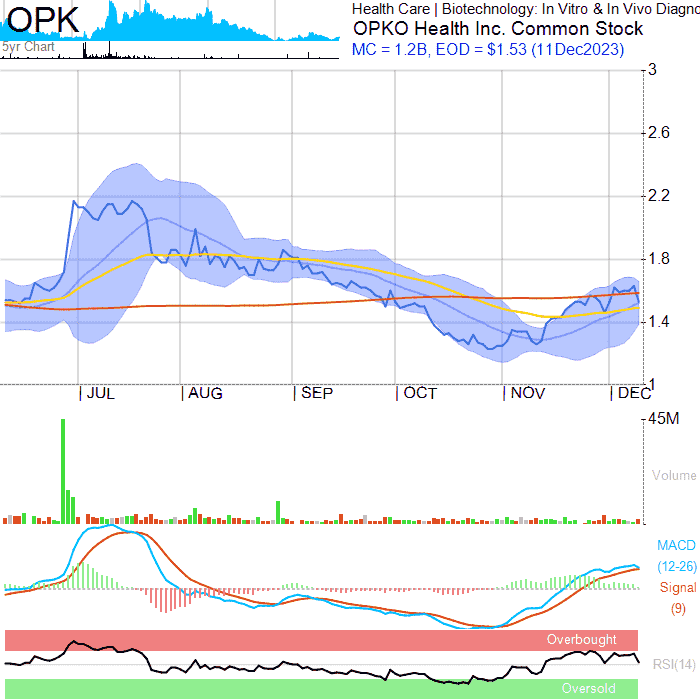 OPK
5yr Chart
Health Care | Biotechnology: In Vitro & In Vivo Diagno
OPKO Health Inc. Common Stock
MC = 1.2B, EOD = $1.53 (11Dec2023)
3
2.6
2.2
1.8
1.4
1
JUL AUG SEP OCT NOV DEC
45M
Volume
MACD
(12-26)
Signal
(9)
Overbought
RSI(14)
Oversold